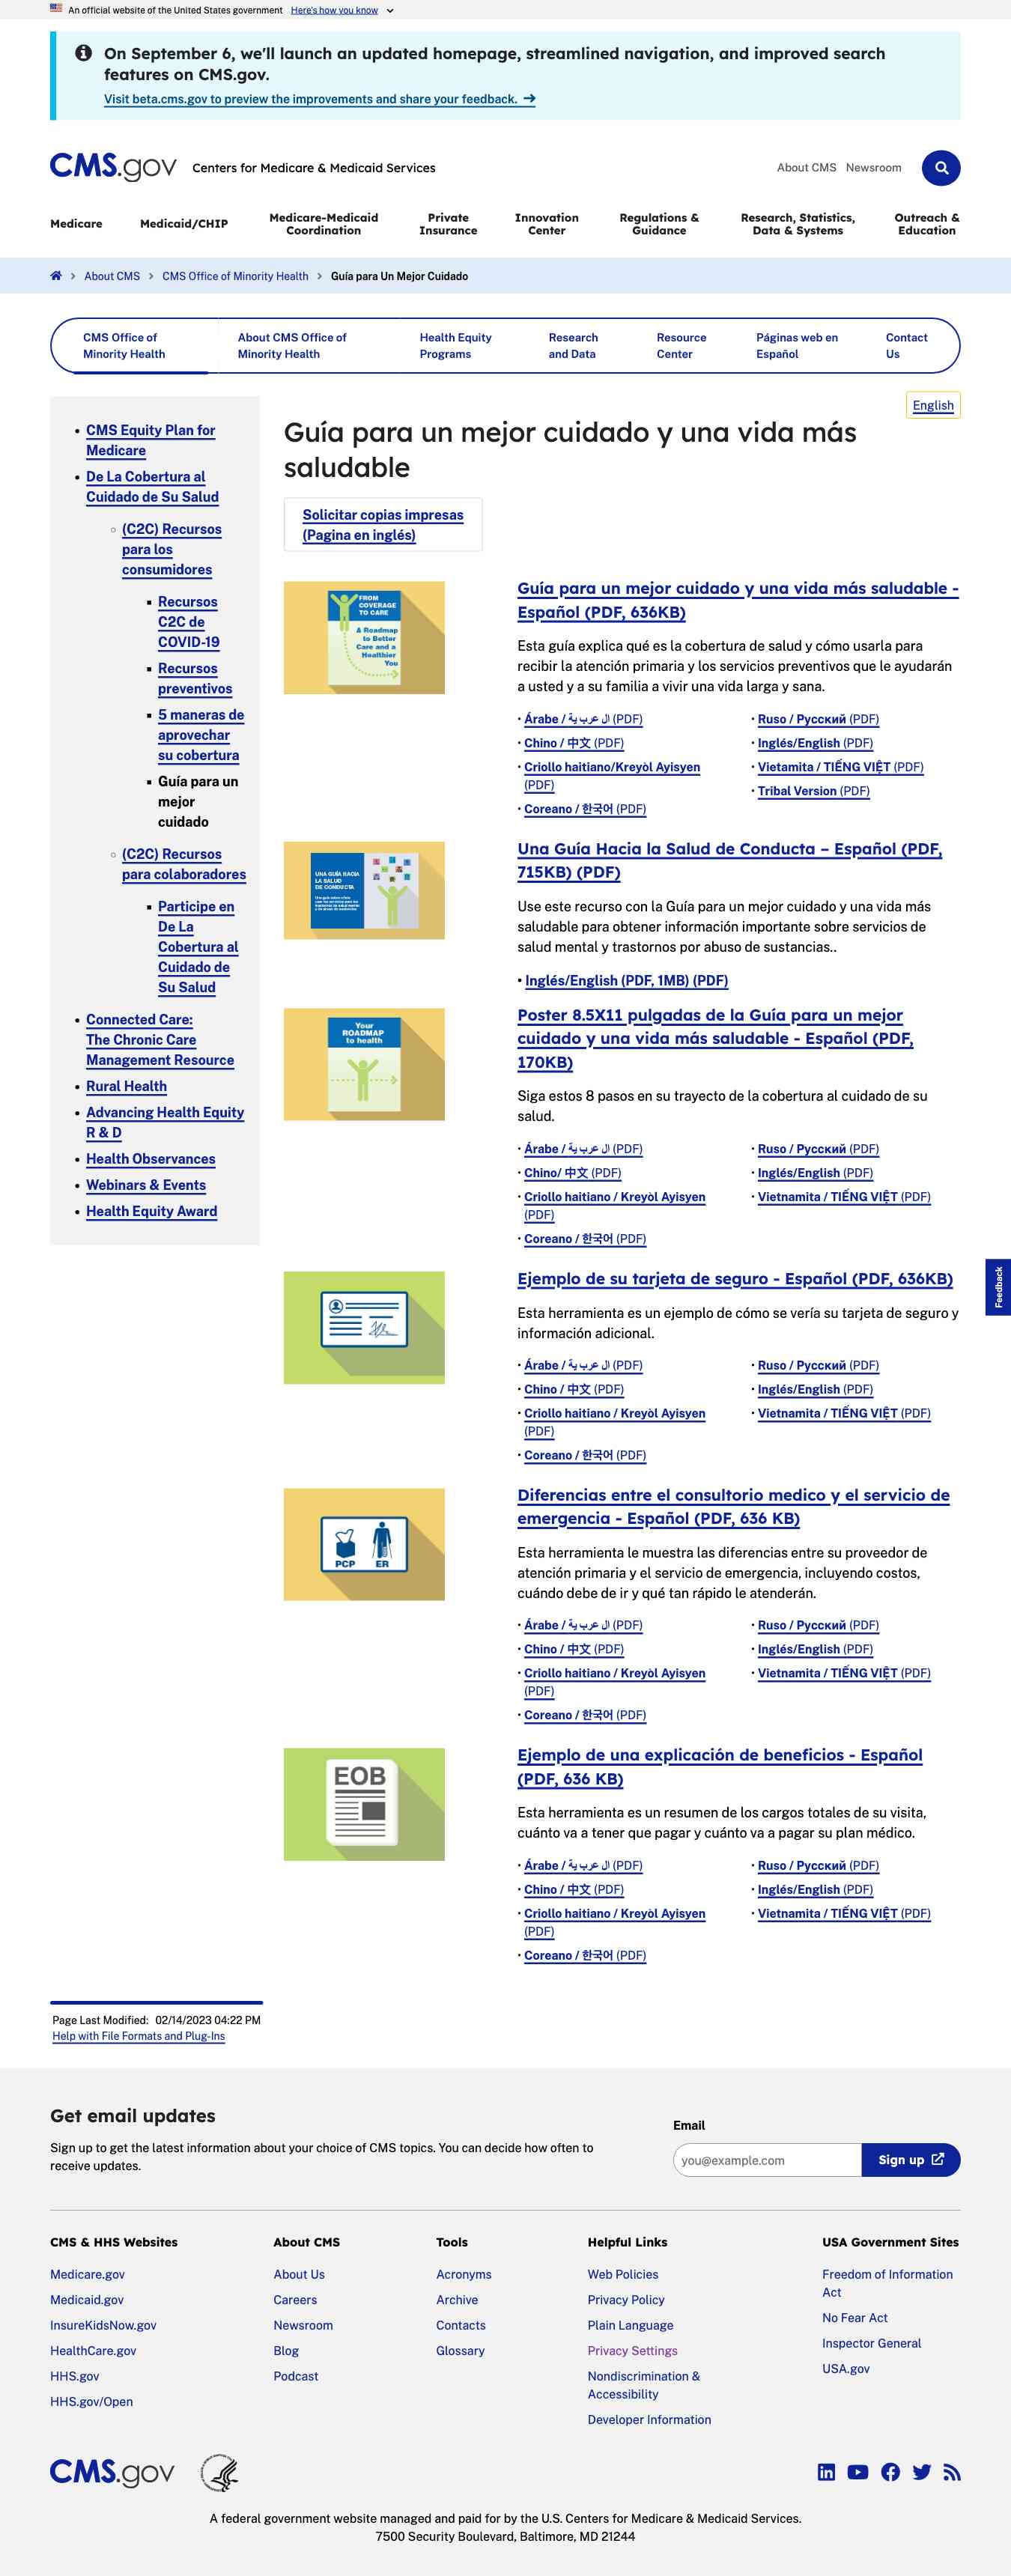 An official website of the United States government Here's how you know
On September 6, we'll launch an updated homepage, streamlined navigation, and improved search
features on CMS.gov.
Visit beta.cms.gov to preview the improvements and share your feedback.
CMS.gov Centers for Medicare & Medicaid Services
About CMS Newsroom
Medicare
Medicaid/CHIP
Medicare-Medicaid
Coordination
Private
Insurance
Innovation
Center
Regulations &
Guidance
Research, Statistics,
Data & Systems
Outreach &
Education
About CMS CMS Office of Minority Health Guía para Un Mejor Cuidado
CMS Office of
Minority Health
About CMS Office of
Minority Health
Health Equity
Programs
Research
and Data
Resource
Center
Páginas web en
Español
Contact
Us
CMS Equity Plan for
Medicare
De La Cobertura al
Cuidado de Su Salud
(C2C) Recursos
para los
consumidores
Recursos
C2C de
COVID-19
Recursos
preventivos
5 maneras de
aprovechar
su cobertura
Guía para un
mejor
cuidado
(C2C) Recursos
para colaboradores
Participe en
De La
Cobertura al
Cuidado de
Su Salud
Connected Care:
The Chronic Care
Management Resource
Rural Health
Advancing Health Equity
R & D
Health Observances
Webinars & Events
Health Equity Award
English
Guía para un mejor cuidado y una vida más
saludable
Solicitar copias impresas
(Pagina en inglés)
FROM
COVERAGE
TO CARE
A Roadmap
to Better
Care and a
Healthier
You
Guía para un mejor cuidado y una vida más saludable -
Español (PDF, 636KB)
Esta guía explica qué es la cobertura de salud y cómo usarla para
recibir la atención primaria y los servicios preventivos que le ayudarán
a usted y a su familia a vivir una vida larga y sana.
• Árabe / ال عرب ية (PDF)
• Chino / 中文 (PDF)
• Criollo haitiano/Kreyòl Ayisyen
(PDF)
• Coreano / 한국어 (PDF)
• Ruso / Русский (PDF)
• Inglés/English (PDF)
• Vietamita / TIẾNG VIỆT (PDF)
• Tribal Version (PDF)
UNA GUÍA HACIA
LA SALUD
DE CONDUCTA
Una Guía Hacia la Salud de Conducta – Español (PDF,
715KB) (PDF)
Use este recurso con la Guía para un mejor cuidado y una vida más
saludable para obtener información importante sobre servicios de
salud mental y trastornos por abuso de sustancias..
• Inglés/English (PDF, 1MB) (PDF)
Your
ROADMAP
to health
Poster 8.5X11 pulgadas de la Guía para un mejor
cuidado y una vida más saludable - Español (PDF,
170KB)
Siga estos 8 pasos en su trayecto de la cobertura al cuidado de su
salud.
• Árabe / ال عرب ية (PDF)
• Chino/ 中文 (PDF)
• Criollo haitiano / Kreyòl Ayisyen
(PDF)
• Coreano / 한국어 (PDF)
• Ruso / Русский (PDF)
• Inglés/English (PDF)
• Vietnamita / TIẾNG VIỆT (PDF)
Ejemplo de su tarjeta de seguro - Español (PDF, 636KB)
Esta herramienta es un ejemplo de cómo se vería su tarjeta de seguro y
información adicional.
• Árabe / ال عرب ية (PDF)
• Chino / 中文 (PDF)
• Criollo haitiano / Kreyòl Ayisyen
(PDF)
• Coreano / 한국어 (PDF)
• Ruso / Русский (PDF)
• Inglés/English (PDF)
• Vietnamita / TIẾNG VIỆT (PDF)
PCP ER
Diferencias entre el consultorio medico y el servicio de
emergencia - Español (PDF, 636 KB)
Esta herramienta le muestra las diferencias entre su proveedor de
atención primaria y el servicio de emergencia, incluyendo costos,
cuándo debe de ir y qué tan rápido le atenderán.
• Árabe / ال عرب ية (PDF)
• Chino / 中文 (PDF)
• Criollo haitiano / Kreyòl Ayisyen
(PDF)
• Coreano / 한국어 (PDF)
• Ruso / Русский (PDF)
• Inglés/English (PDF)
• Vietnamita / TIẾNG VIỆT (PDF)
EOB
Ejemplo de una explicación de beneficios - Español
(PDF, 636 KB)
Esta herramienta es un resumen de los cargos totales de su visita,
cuánto va a tener que pagar y cuánto va a pagar su plan médico.
• Árabe / ال عرب ية (PDF)
• Chino / 中文 (PDF)
• Criollo haitiano / Kreyòl Ayisyen
(PDF)
• Coreano / 한국어 (PDF)
• Ruso / Русский (PDF)
• Inglés/English (PDF)
• Vietnamita / TIẾNG VIỆT (PDF)
Feedback
Page Last Modified: 02/14/2023 04:22 PM
Help with File Formats and Plug-Ins
Get email updates
Sign up to get the latest information about your choice of CMS topics. You can decide how often to
receive updates.
Email
you@example.com
Sign up
CMS & HHS Websites
Medicare.gov
Medicaid.gov
InsureKidsNow.gov
HealthCare.gov
HHS.gov
HHS.gov/Open
About CMS
About Us
Careers
Newsroom
Blog
Podcast
Tools
Acronyms
Archive
Contacts
Glossary
Helpful Links
Web Policies
Privacy Policy
Plain Language
Privacy Settings
Nondiscrimination &
Accessibility
Developer Information
USA Government Sites
Freedom of Information
Act
No Fear Act
Inspector General
USA.gov
CMS.gov
A federal government website managed and paid for by the U.S. Centers for Medicare & Medicaid Services.
7500 Security Boulevard, Baltimore, MD 21244